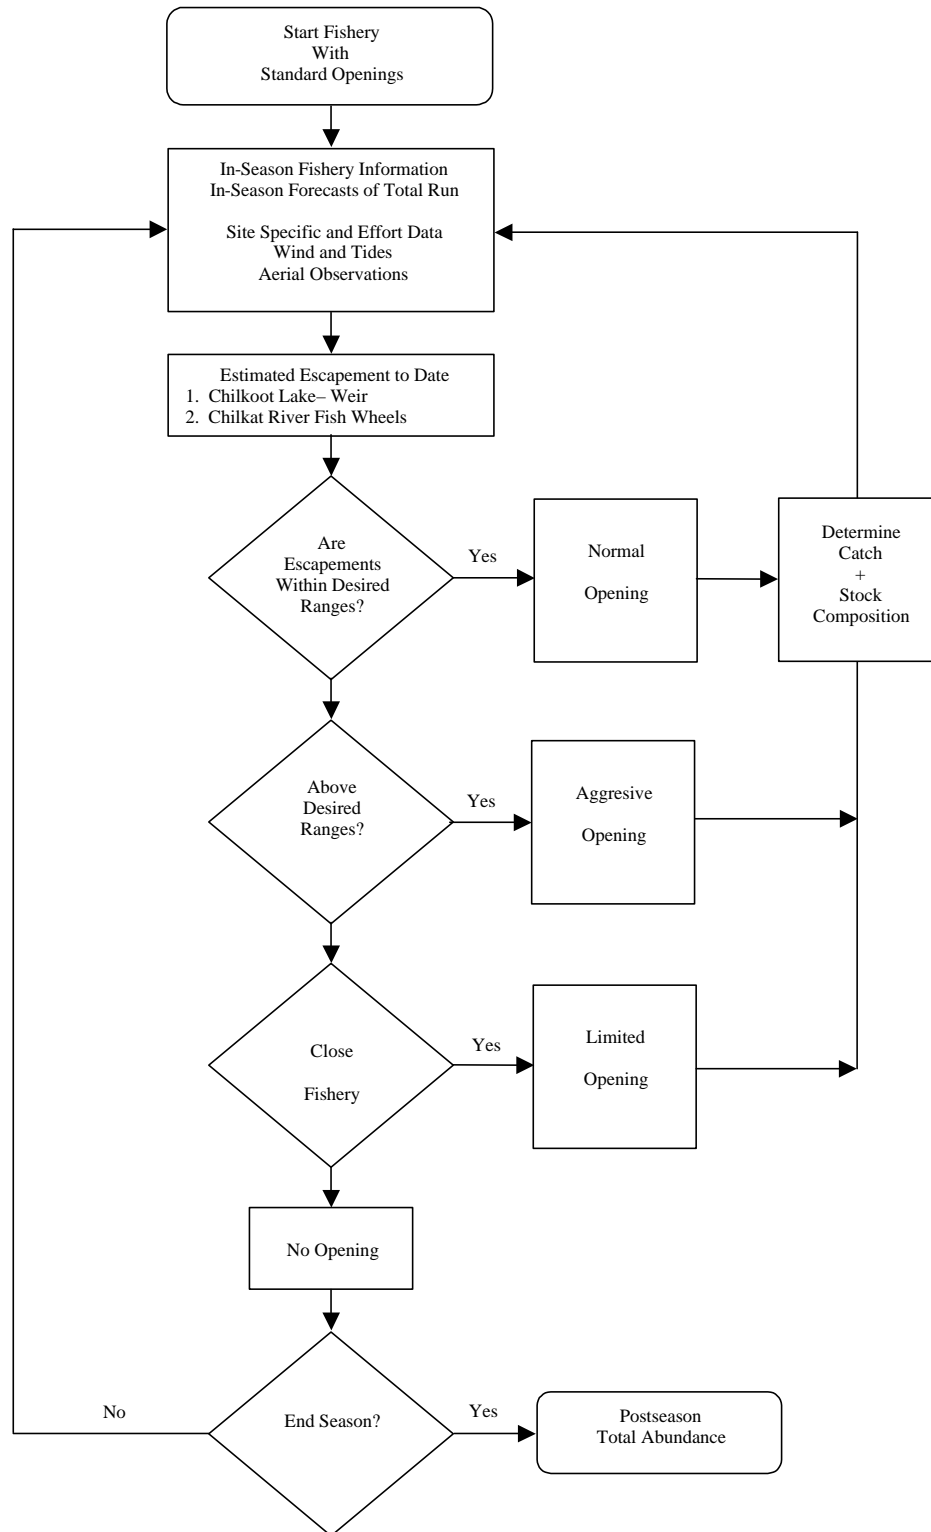 Start Fishery
With
Standard Openings
In-Season Fishery Information
In-Season Forecasts of Total Run
Site Specific and Effort Data
Wind and Tides
Aerial Observations
Estimated Escapement to Date
1. Chilkoot Lake– Weir
2. Chilkat River Fish Wheels
Are
Escapements
Within Desired
Ranges?
Yes
Normal
Opening
Determine
Catch
+
Stock
Composition
Above
Desired
Ranges?
Yes
Aggresive
Opening
Close
Fishery
Yes
Limited
Opening
No Opening
End Season?
No
Yes
Postseason
Total Abundance